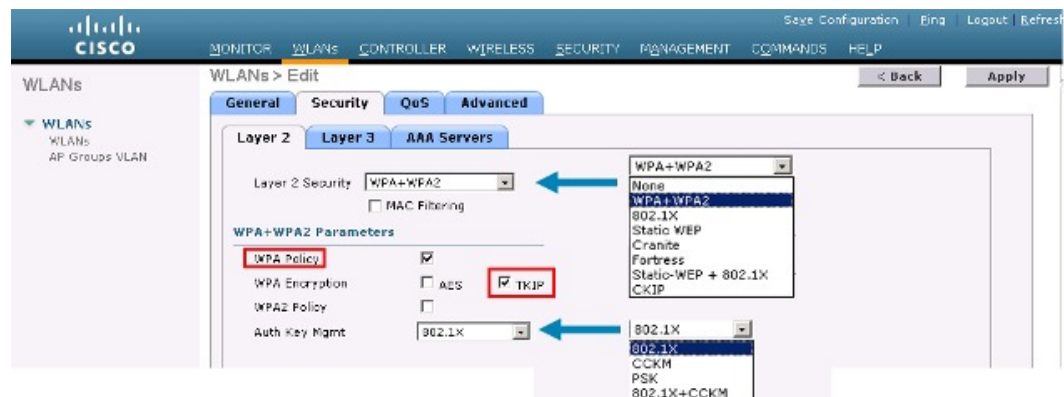 Save Configuration | Ping | Logout | Refresh
CISCO
MONITOR WLANs CONTROLLER WIRELESS SECURITY MANAGEMENT COMMANDS HELP
WLANs
WLANs > Edit
< Back
Apply
General Security QoS Advanced
WLANs
WLANs
AP Groups VLAN
Layer 2 Layer 3 AAA Servers
Layer 2 Security WPA+WPA2
MAC Filtering
WPA+WPA2
None
WPA+WPA2
802.1X
Static WEP
Cranite
Fortress
Static-WEP + 802.1X
CKIP
WPA+WPA2 Parameters
WPA Policy
WPA Encryption AES TKIP
WPA2 Policy
Auth Key Mgmt 802.1X
802.1X
802.1X
CCKM
PSK
802.1X+CCKM